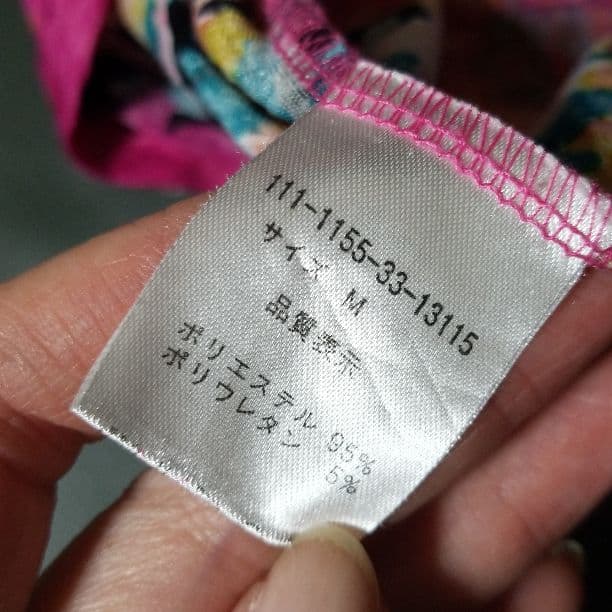 111-1155-33-13115
サイズ M
品質表示
ポリエステル 95%
ポリウレタン 5%